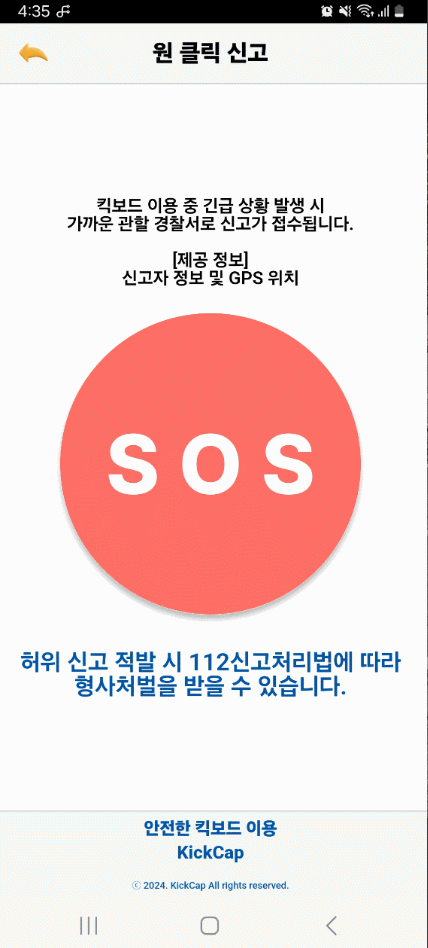 4:35
원 클릭 신고
킥보드 이용 중 긴급 상황 발생 시
가까운 관할 경찰서로 신고가 접수됩니다.
[제공 정보]
신고자 정보 및 GPS 위치
SOS
허위 신고 적발 시 112신고처리법에 따라
형사처벌을 받을 수 있습니다.
안전한 킥보드 이용
KickCap
ⓒ 2024. KickCap All rights reserved.